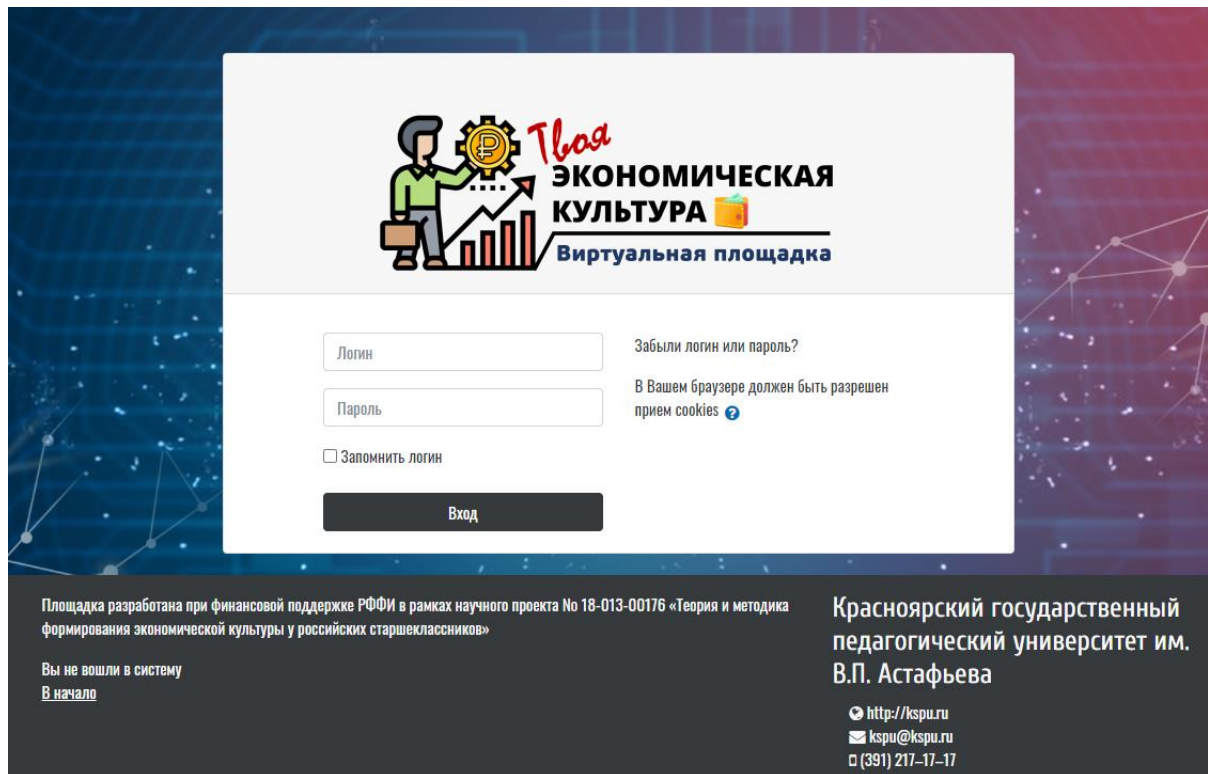 Твоя
ЭКОНОМИЧЕСКАЯ
КУЛЬТУРА
Виртуальная площадка
Логин
Пароль
Запомнить логин
Вход
Забыли логин или пароль?
В Вашем браузере должен быть разрешен
прием cookies
Площадка разработана при финансовой поддержке РФФИ в рамках научного проекта No 18-013-00176 «Теория и методика
формирования экономической культуры у российских старшеклассников»
Вы не вошли в систему
В начало
Красноярский государственный
педагогический университет им.
В.П. Астафьева
http://kspu.ru
kspu@kspu.ru
(391) 217–17–17